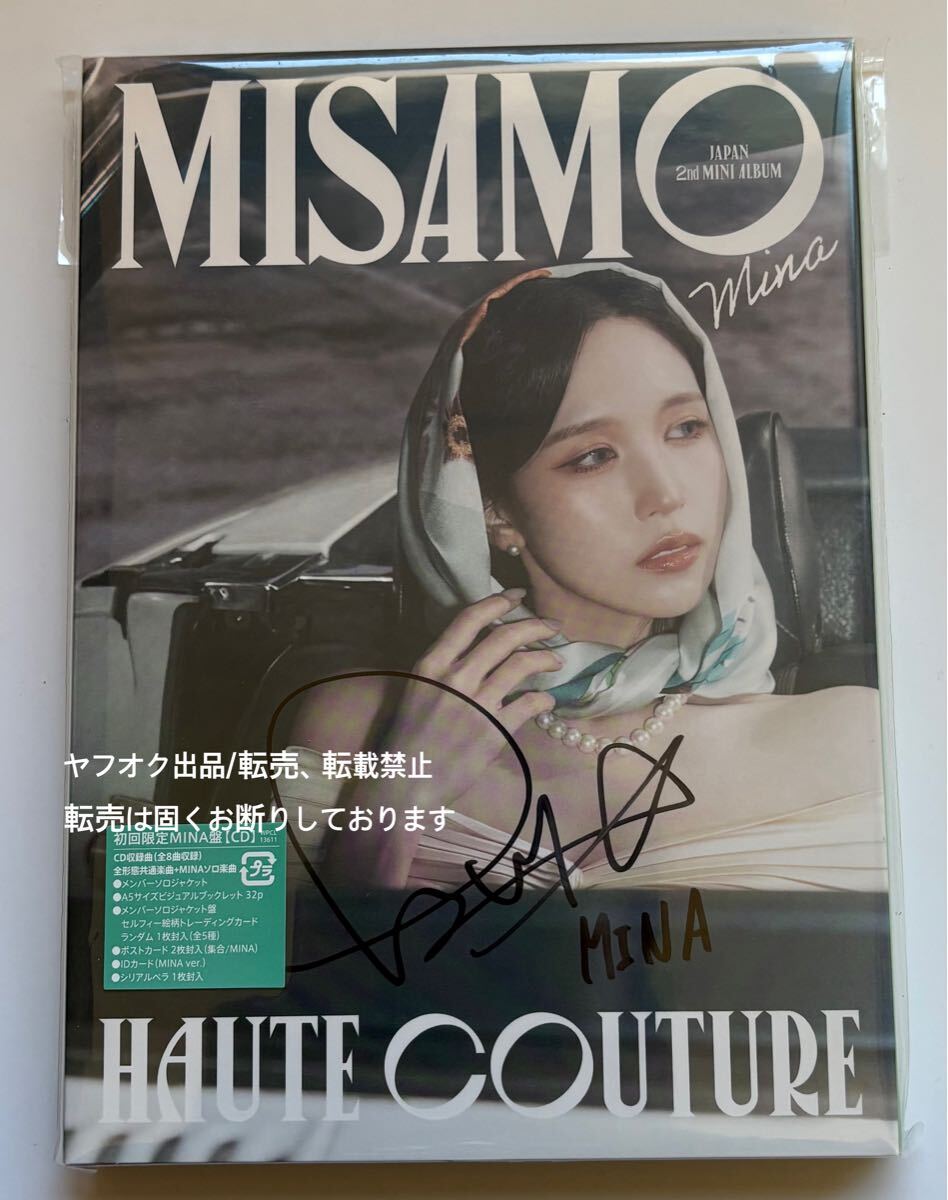 MISAMO
JAPAN
2nd MINI ALBUM
Mina
ヤフオク出品/転売、転載禁止
転売は固くお断りしております
初回限定MINA盤【CD】 WPCL
13611
CD収録曲(全8曲収録)
全形態共通楽曲+MINAソロ楽曲 プラ
●メンバーソロジャケット
●A5サイズビジュアルブックレット 32p
●メンバーソロジャケット盤
セルフィー絵柄トレーディングカード
ランダム 1枚封入(全5種)
●ポストカード 2枚封入(集合/MINA)
●IDカード(MINA ver.)
●シリアルペラ 1枚封入
MINA
HAUTE COUTURE